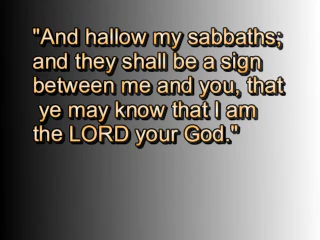 "And hallow my sabbaths;
and they shall be a sign
between me and you, that
ye may know that I am
the LORD your God."